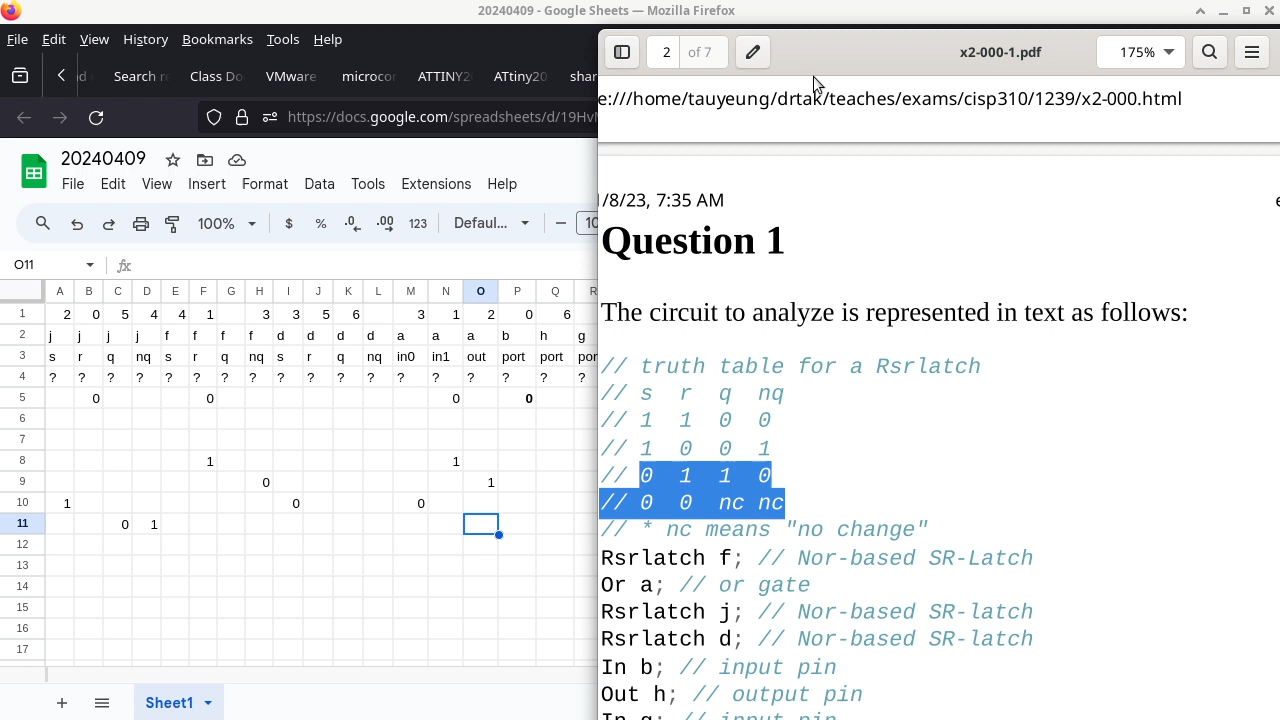 20240409 - Google Sheets — Mozilla Firefox
File Edit View History Bookmarks Tools Help
Search r Class Do VMware microco ATTINY2 ATtiny20 shar
https://docs.google.com/spreadsheets/d/19Hv
20240409
File Edit View Insert Format Data Tools Extensions Help
100% $ % .0 .00 123 Defaul... 10
O11 fx
A B C D E F G H I J K L M N O P Q R
1 2 0 5 4 4 1 3 3 5 6 3 1 2 0 6
2 j j j j f f f f d d d d a a a b h g
3 s r q nq s r q nq s r q nq in0 in1 out port port por
4 ? ? ? ? ? ? ? ? ? ? ? ? ? ? ? ? ? ?
5 0 0 0 0
6
7
8 1 1
9 0 1
10 1 0 0
11 0 1
12
13
14
15
16
17
Sheet1
2 of 7 x2-000-1.pdf 175%
e:///home/tauyeung/drtak/teaches/exams/cisp310/1239/x2-000.html
/8/23, 7:35 AM
Question 1
The circuit to analyze is represented in text as follows:
// truth table for a Rsrlatch
// s r q nq
// 1 1 0 0
// 1 0 0 1
// 0 1 1 0
// 0 0 nc nc
// * nc means "no change"
Rsrlatch f; // Nor-based SR-Latch
Or a; // or gate
Rsrlatch j; // Nor-based SR-latch
Rsrlatch d; // Nor-based SR-latch
In b; // input pin
Out h; // output pin
In g; // input pin